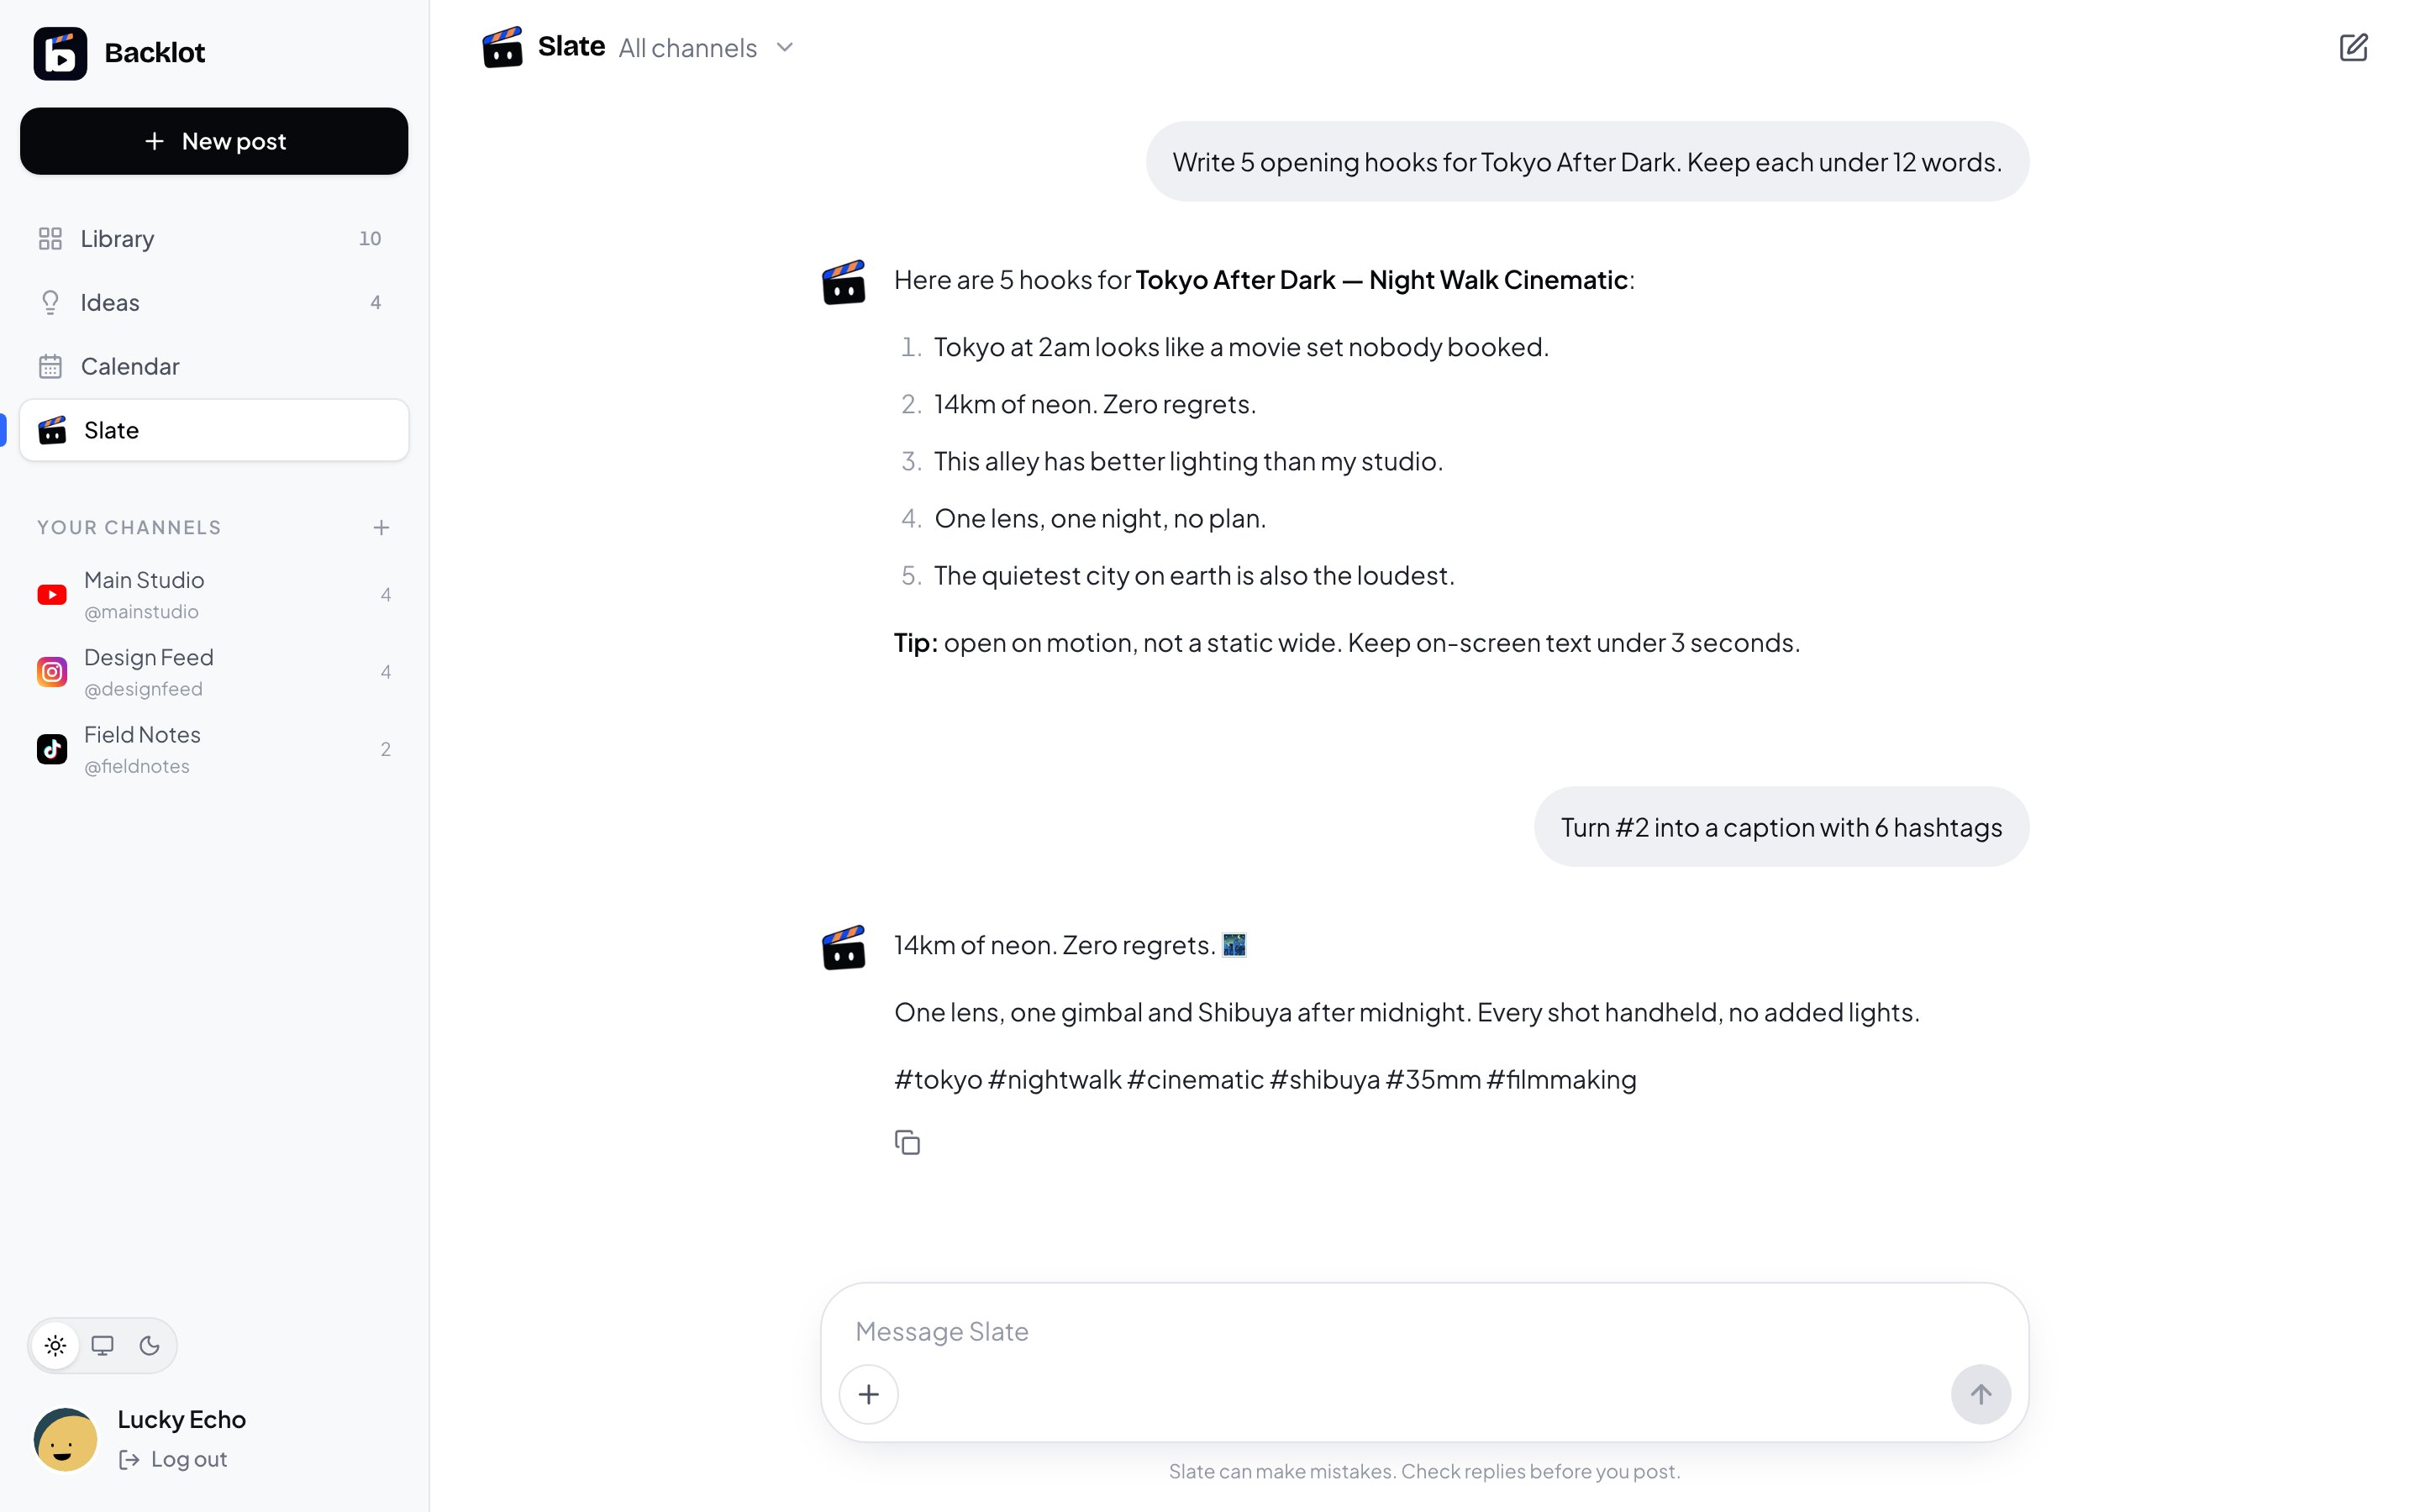 Backlot
New post
Library 10
Ideas 4
Calendar
Slate
YOUR CHANNELS
Main Studio
@mainstudio
4
Design Feed
@designfeed
4
Field Notes
@fieldnotes
2
Lucky Echo
Log out
Slate All channels
Write 5 opening hooks for Tokyo After Dark. Keep each under 12 words.
Here are 5 hooks for Tokyo After Dark — Night Walk Cinematic:
1. Tokyo at 2am looks like a movie set nobody booked.
2. 14km of neon. Zero regrets.
3. This alley has better lighting than my studio.
4. One lens, one night, no plan.
5. The quietest city on earth is also the loudest.
Tip: open on motion, not a static wide. Keep on-screen text under 3 seconds.
Turn #2 into a caption with 6 hashtags
14km of neon. Zero regrets. 🌃
One lens, one gimbal and Shibuya after midnight. Every shot handheld, no added lights.
#tokyo #nightwalk #cinematic #shibuya #35mm #filmmaking
Message Slate
Slate can make mistakes. Check replies before you post.